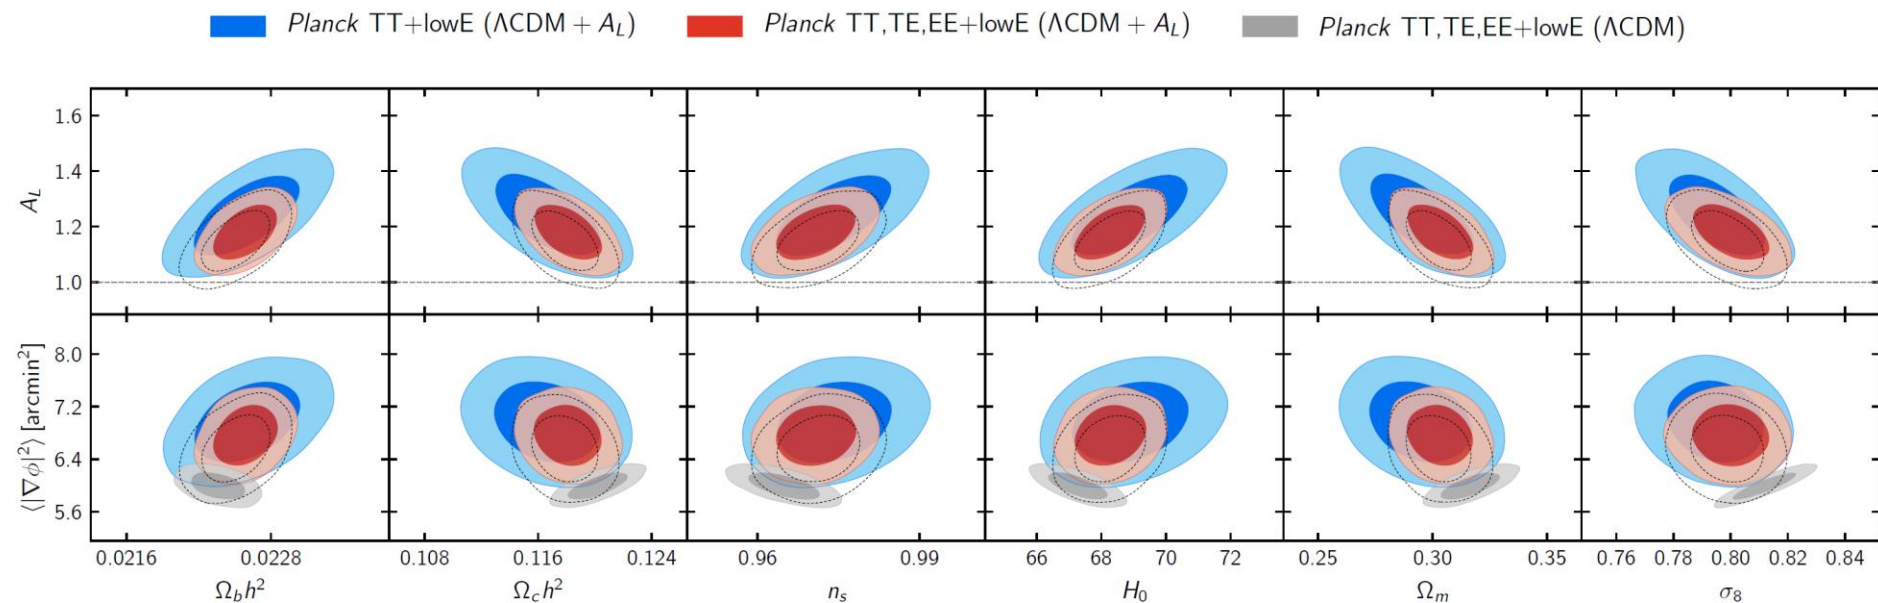 Planck TT+lowE (ΛCDM + A_L)
Planck TT,TE,EE+lowE (ΛCDM + A_L)
Planck TT,TE,EE+lowE (ΛCDM)
A_L
1.6
1.4
1.2
1.0
⟨|∇ϕ|²⟩ [arcmin²]
8.0
7.2
6.4
5.6
0.0216 0.0228
0.108 0.116 0.124
0.96 0.99
66 68 70 72
0.25 0.30 0.35
0.76 0.78 0.80 0.82 0.84
Ω_b h²
Ω_c h²
n_s
H_0
Ω_m
σ_8